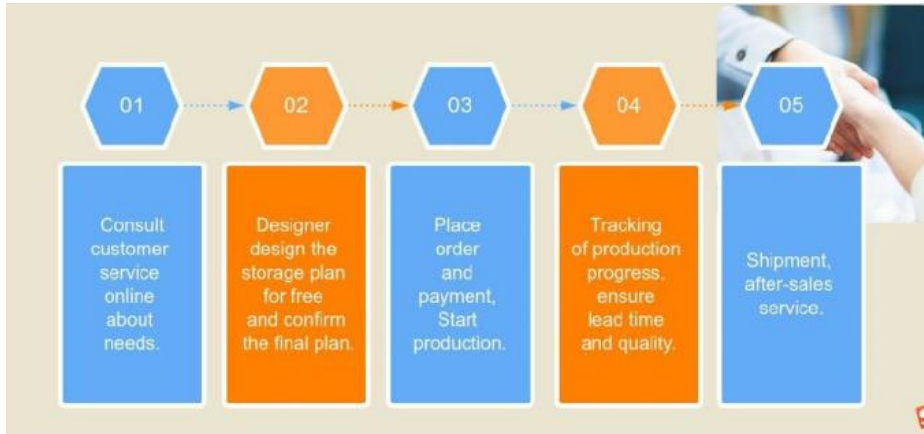 01
02
03
04
05
Consult
customer
service
online
about
needs.
Designer
design the
storage plan
for free
and confirm
the final plan.
Place
order
and
payment,
Start
production.
Tracking
of production
progress,
ensure
lead time
and quality.
Shipment,
after-sales
service.